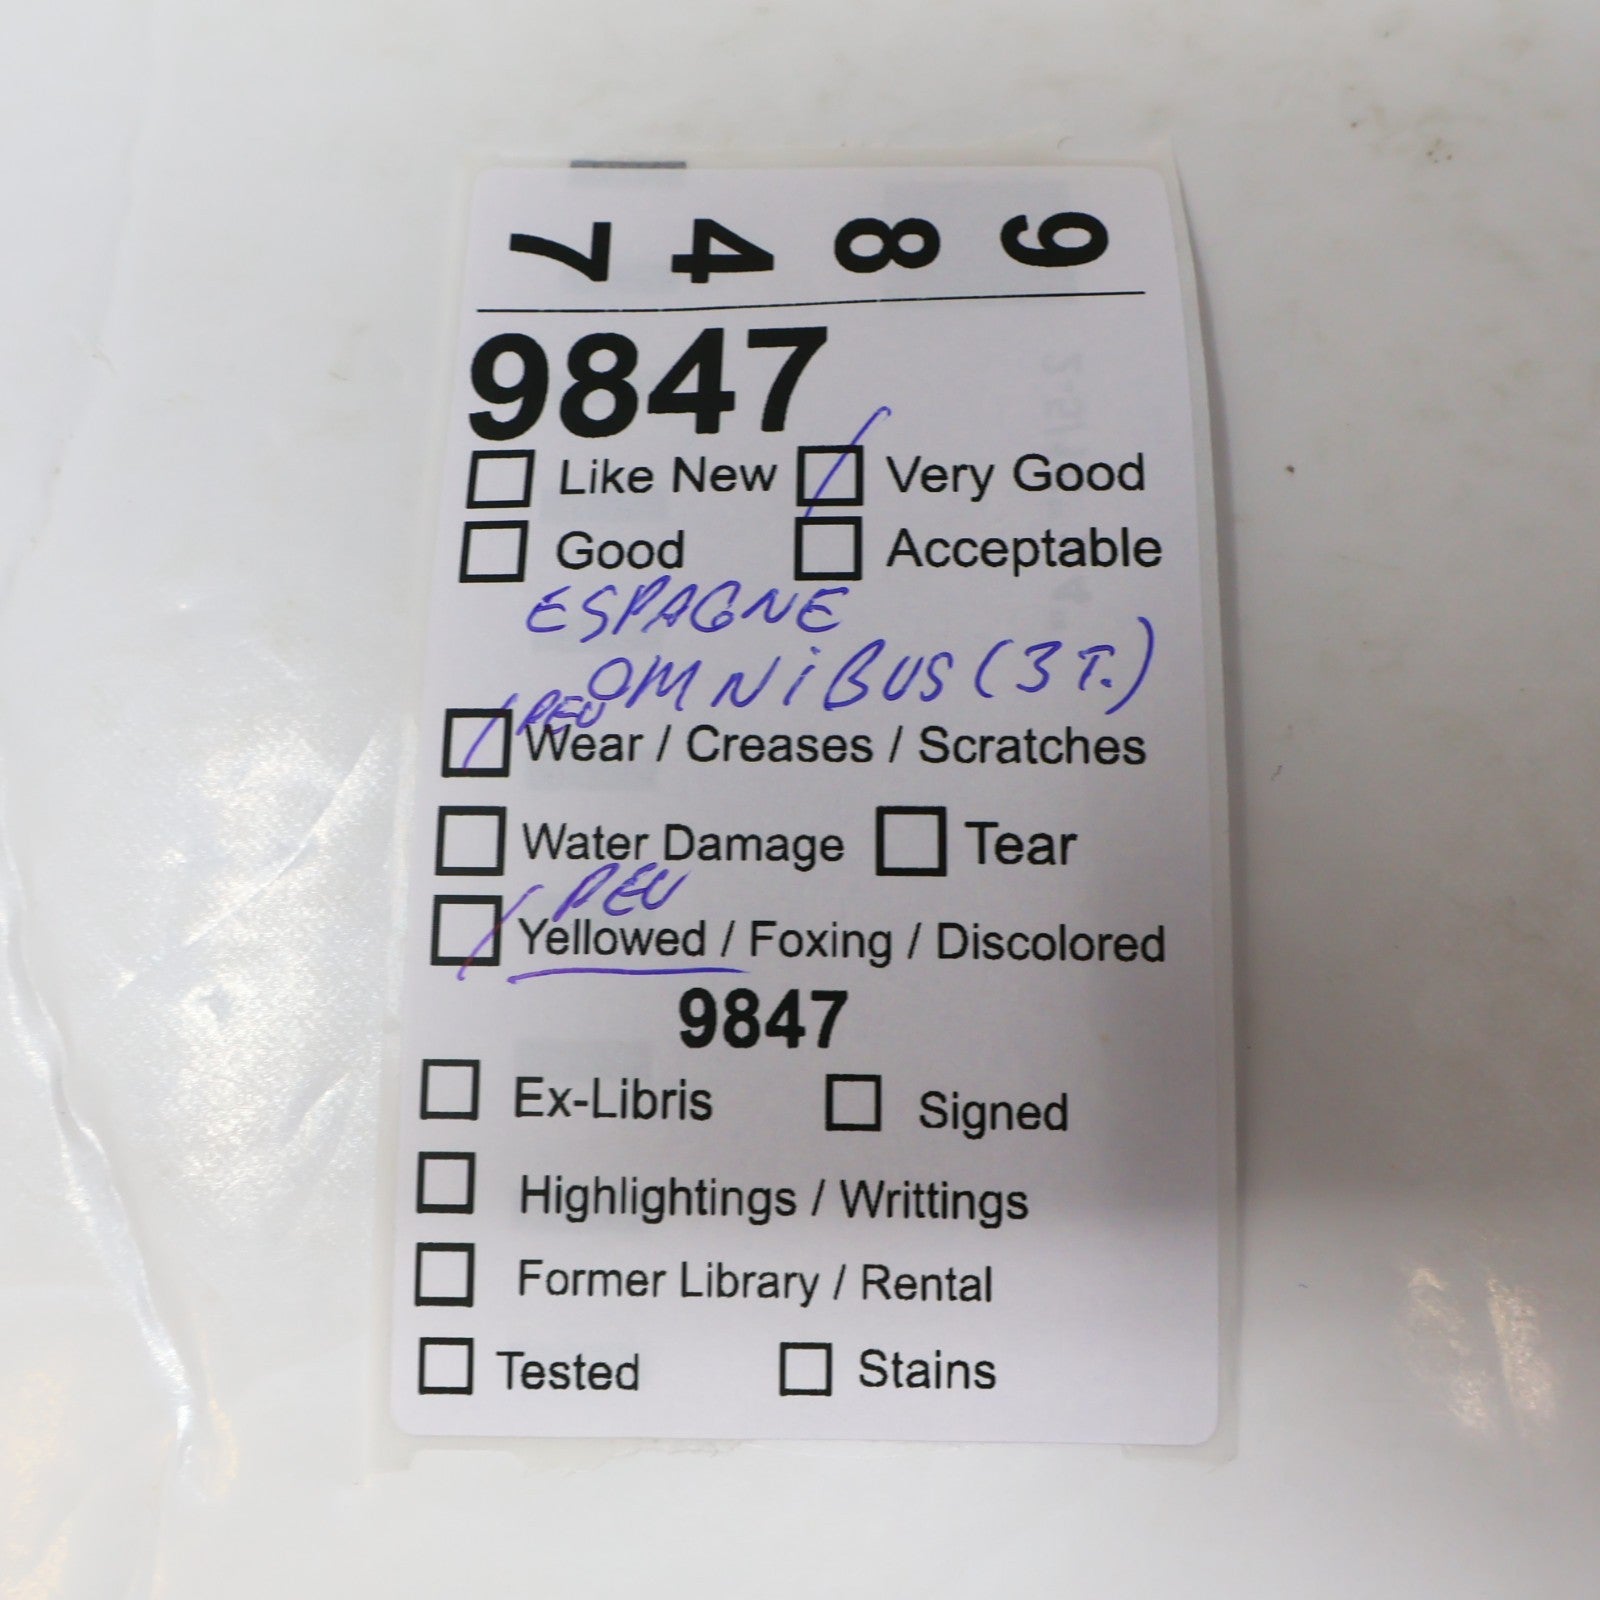 9 8 4 7
9847
Like New Very Good
Good Acceptable
ESPAGNE
OMNiBUS (3 T.)
PEU
Wear / Creases / Scratches
Water Damage Tear
PEU
Yellowed / Foxing / Discolored
9847
Ex-Libris Signed
Highlightings / Writtings
Former Library / Rental
Tested Stains